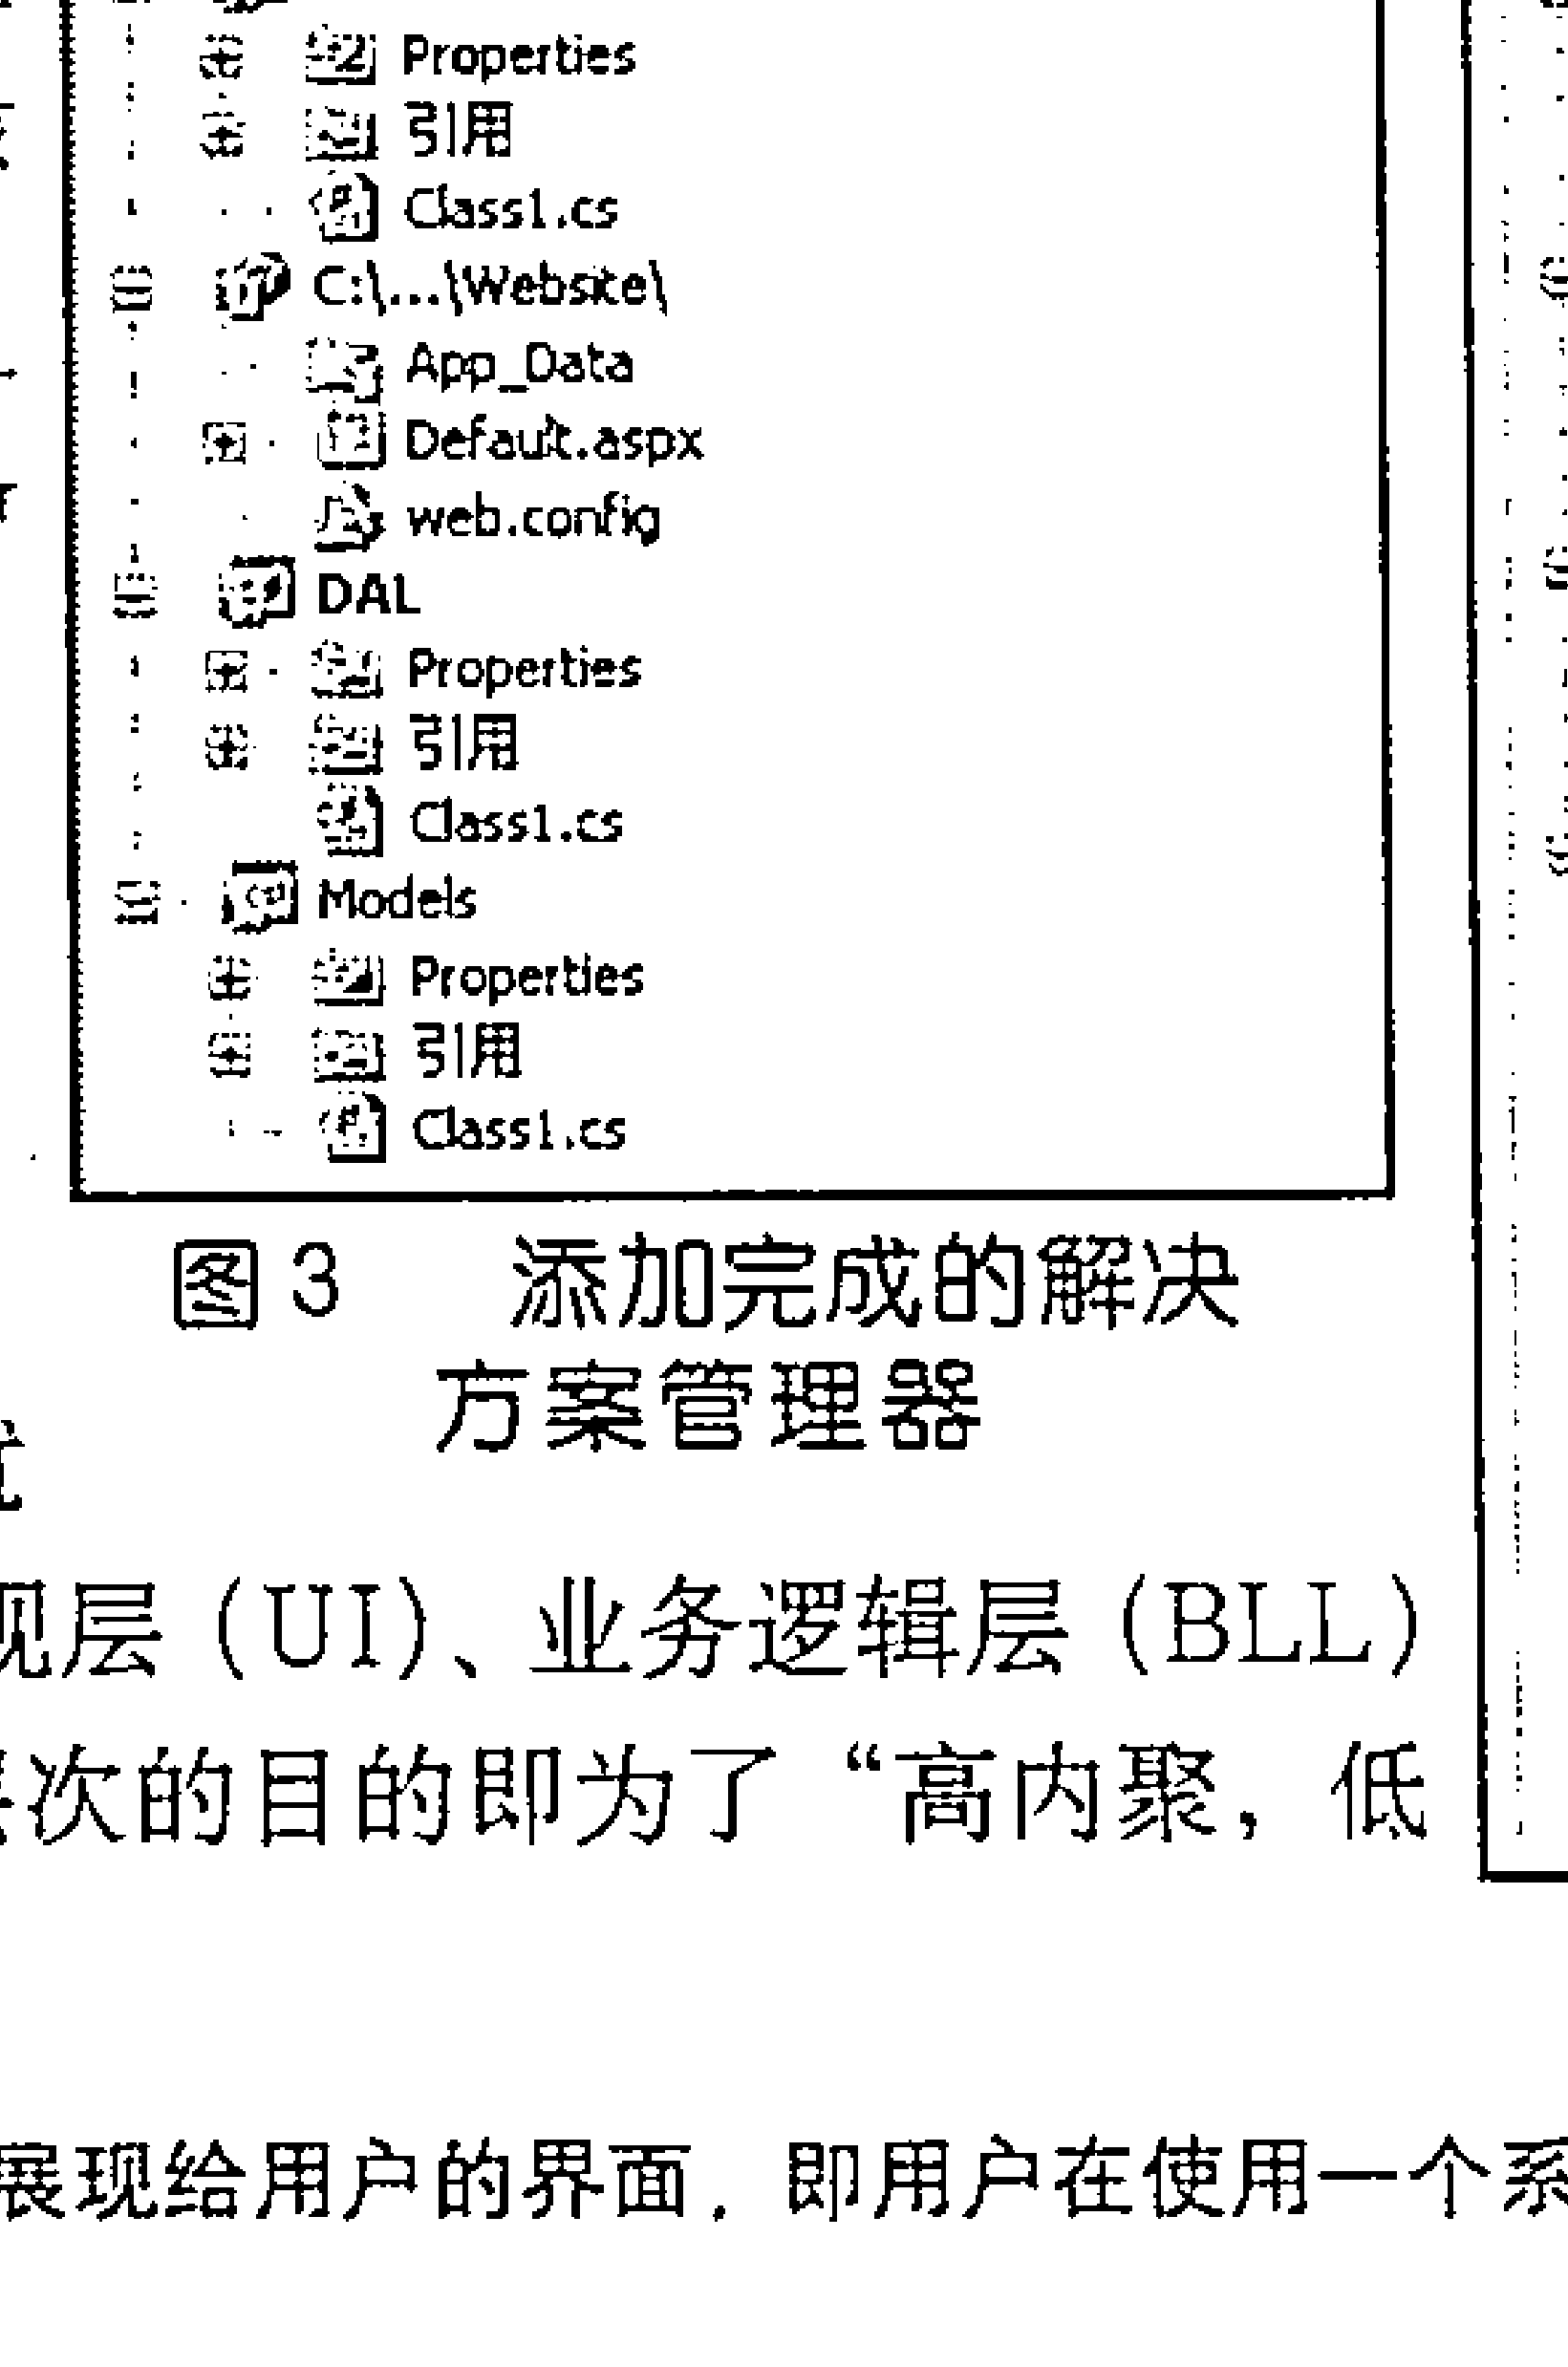 Properties
引用
Class1.cs
C:\...\Website\
App_Data
Default.aspx
web.config
DAL
Properties
引用
Class1.cs
Models
Properties
引用
Class1.cs
图3 添加完成的解决
方案管理器
现层(UI)、业务逻辑层(BLL)
次的目的即为了“高内聚，低
展现给用户的界面，即用户在使用一个系